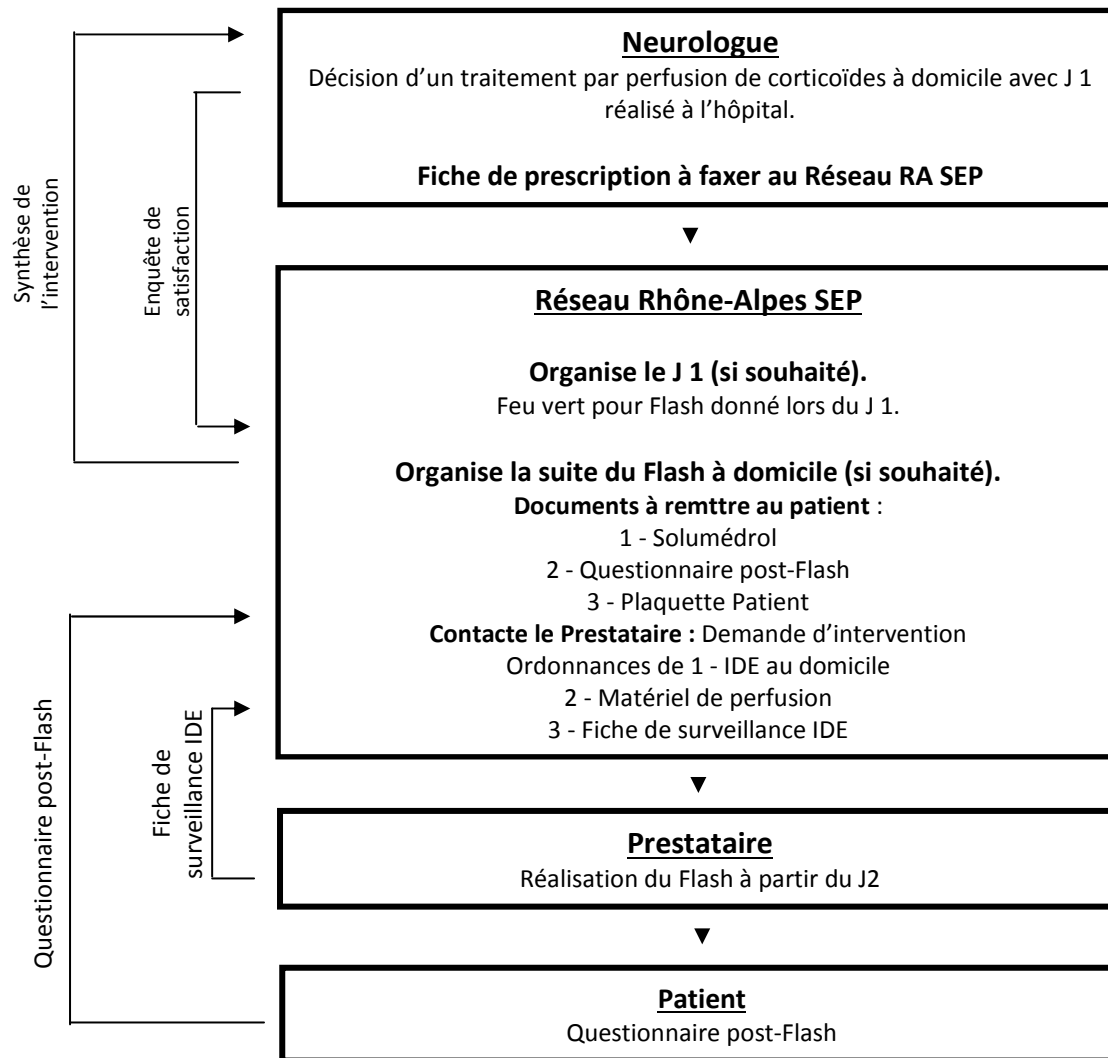 Neurologue
Décision d'un traitement par perfusion de corticoïdes à domicile avec J 1
réalisé à l'hôpital.
Fiche de prescription à faxer au Réseau RA SEP
Synthèse de
l'intervention
Enquête de
satisfaction
Réseau Rhône-Alpes SEP
Organise le J 1 (si souhaité).
Feu vert pour Flash donné lors du J 1.
Organise la suite du Flash à domicile (si souhaité).
Documents à remttre au patient :
1 - Solumédrol
2 - Questionnaire post-Flash
3 - Plaquette Patient
Contacte le Prestataire : Demande d'intervention
Ordonnances de 1 - IDE au domicile
2 - Matériel de perfusion
3 - Fiche de surveillance IDE
Questionnaire post-Flash
Fiche de
surveillance IDE
Prestataire
Réalisation du Flash à partir du J2
Patient
Questionnaire post-Flash